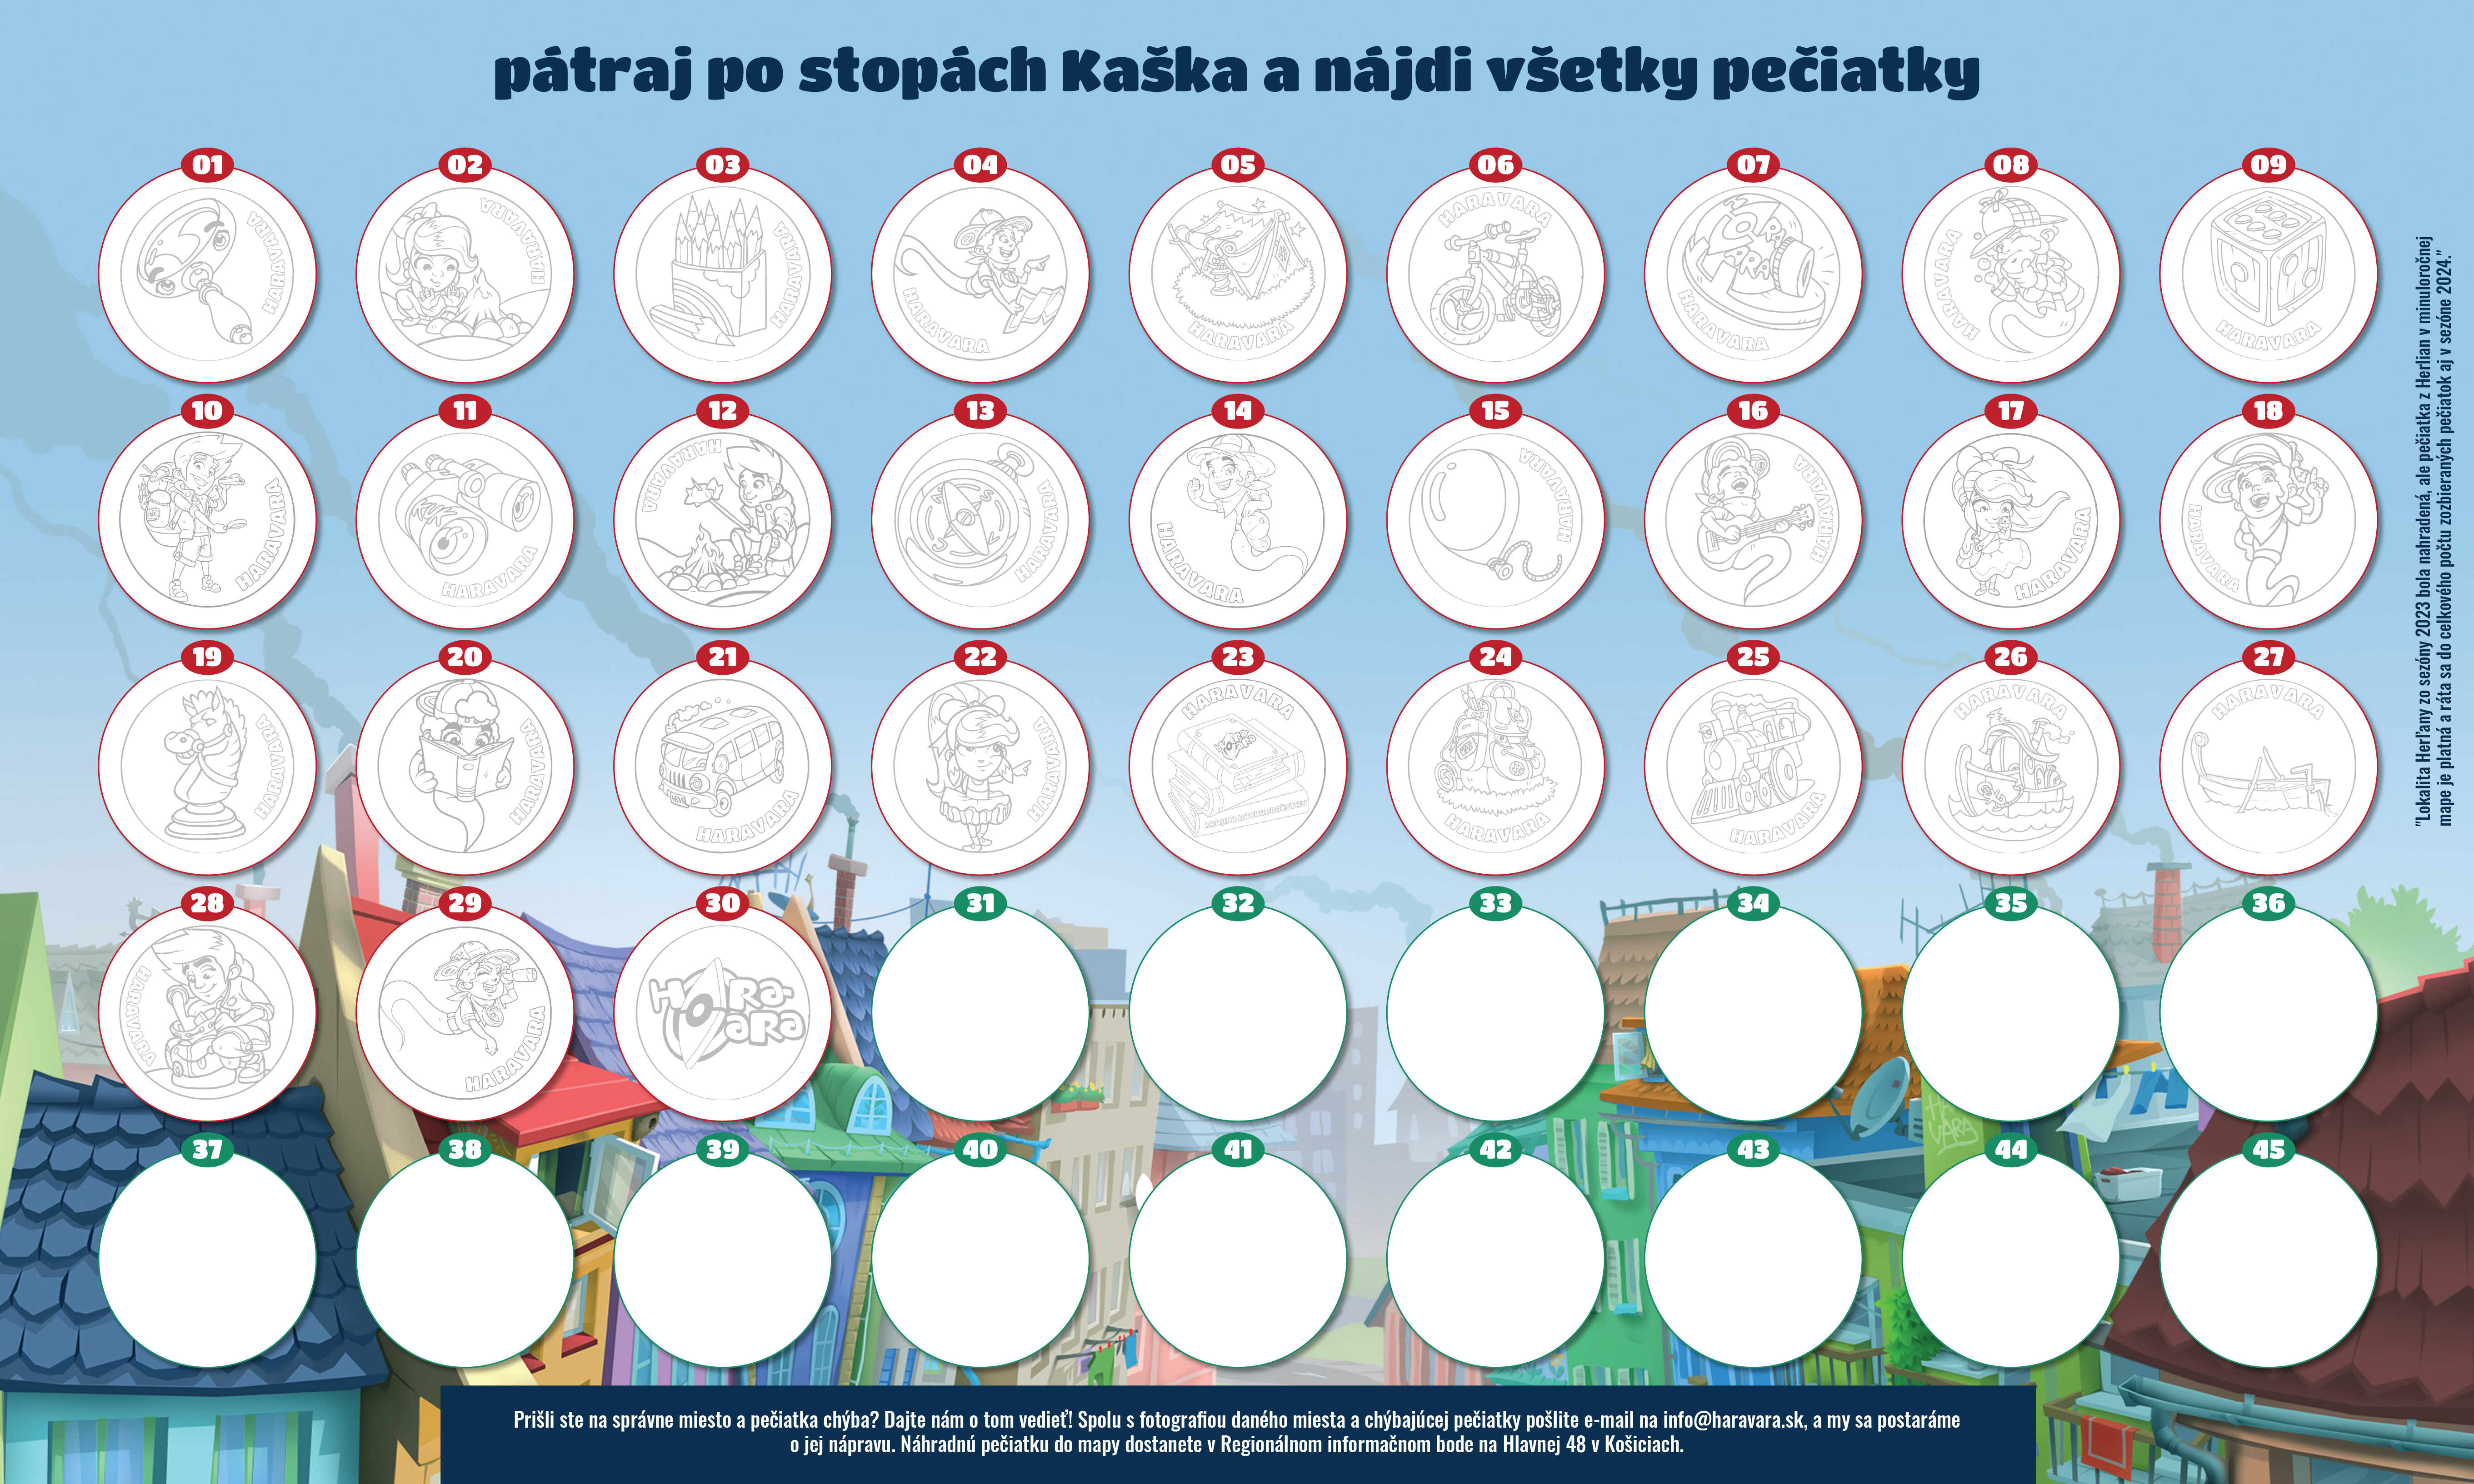 pátraj po stopách Kaška a nájdi všetky pečiatky
01 02 03 04 05 06 07 08 09
HARAVARA HARAVARA HARAVARA HARAVARA HARAVARA HARAVARA HARAVARA HARAVARA HARAVARA
10 11 12 13 14 15 16 17 18
HARAVARA HARAVARA HARAVARA HARAVARA HARAVARA HARAVARA HARAVARA HARAVARA HARAVARA
19 20 21 22 23 24 25 26 27
HARAVARA HARAVARA HARAVARA HARAVARA HARAVARA HARAVARA HARAVARA HARAVARA HARAVARA
28 29 30 31 32 33 34 35 36
HARAVARA HARAVARA
HARA-
VARA
37 38 39 40 41 42 43 44 45
"Lokalita Herľany zo sezóny 2023 bola nahradená, ale pečiatka z Herlian v minuloročnej
mape je platná a ráta sa do celkového počtu zozbieraných pečiatok aj v sezóne 2024."
Prišli ste na správne miesto a pečiatka chýba? Dajte nám o tom vedieť! Spolu s fotografiou daného miesta a chýbajúcej pečiatky pošlite e-mail na info@haravara.sk, a my sa postaráme
o jej nápravu. Náhradnú pečiatku do mapy dostanete v Regionálnom informačnom bode na Hlavnej 48 v Košiciach.